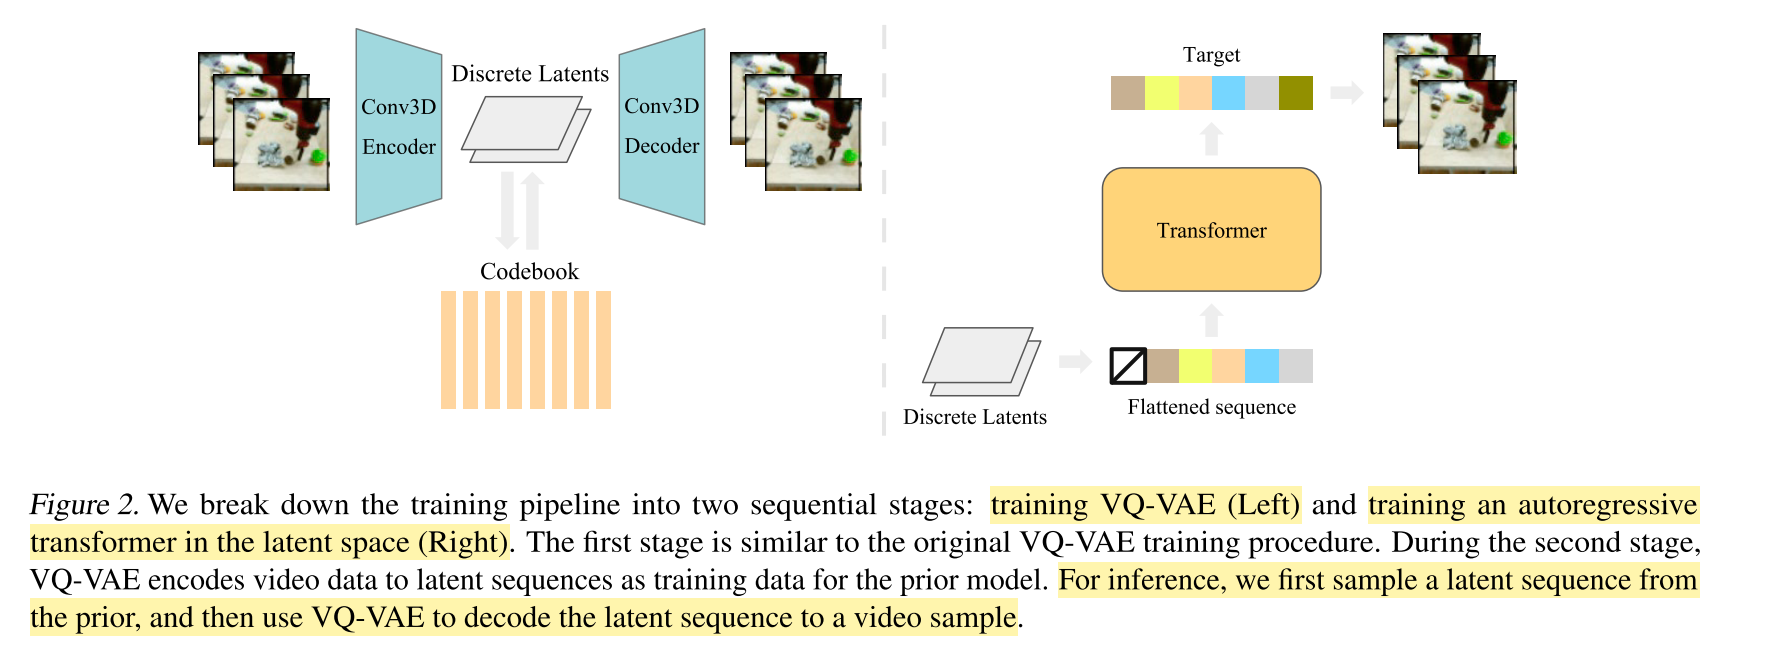 Conv3D
Encoder
Discrete Latents
Conv3D
Decoder
Codebook
Target
Transformer
Discrete Latents
Flattened sequence
Figure 2. We break down the training pipeline into two sequential stages: training VQ-VAE (Left) and training an autoregressive
transformer in the latent space (Right). The first stage is similar to the original VQ-VAE training procedure. During the second stage,
VQ-VAE encodes video data to latent sequences as training data for the prior model. For inference, we first sample a latent sequence from
the prior, and then use VQ-VAE to decode the latent sequence to a video sample.